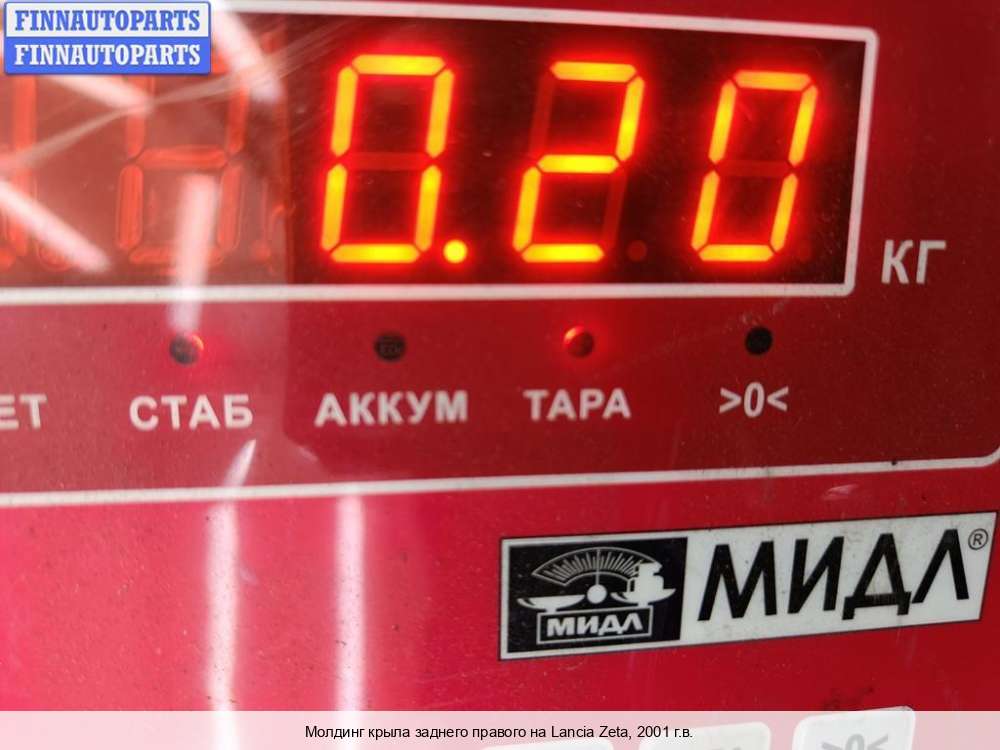 FINNAUTOPARTS
FINNAUTOPARTS
0.20
КГ
СТАБ АККУМ ТАРА >0<
МИДЛ
МИДЛ®
>0<
Молдинг крыла заднего правого на Lancia Zeta, 2001 г.в.